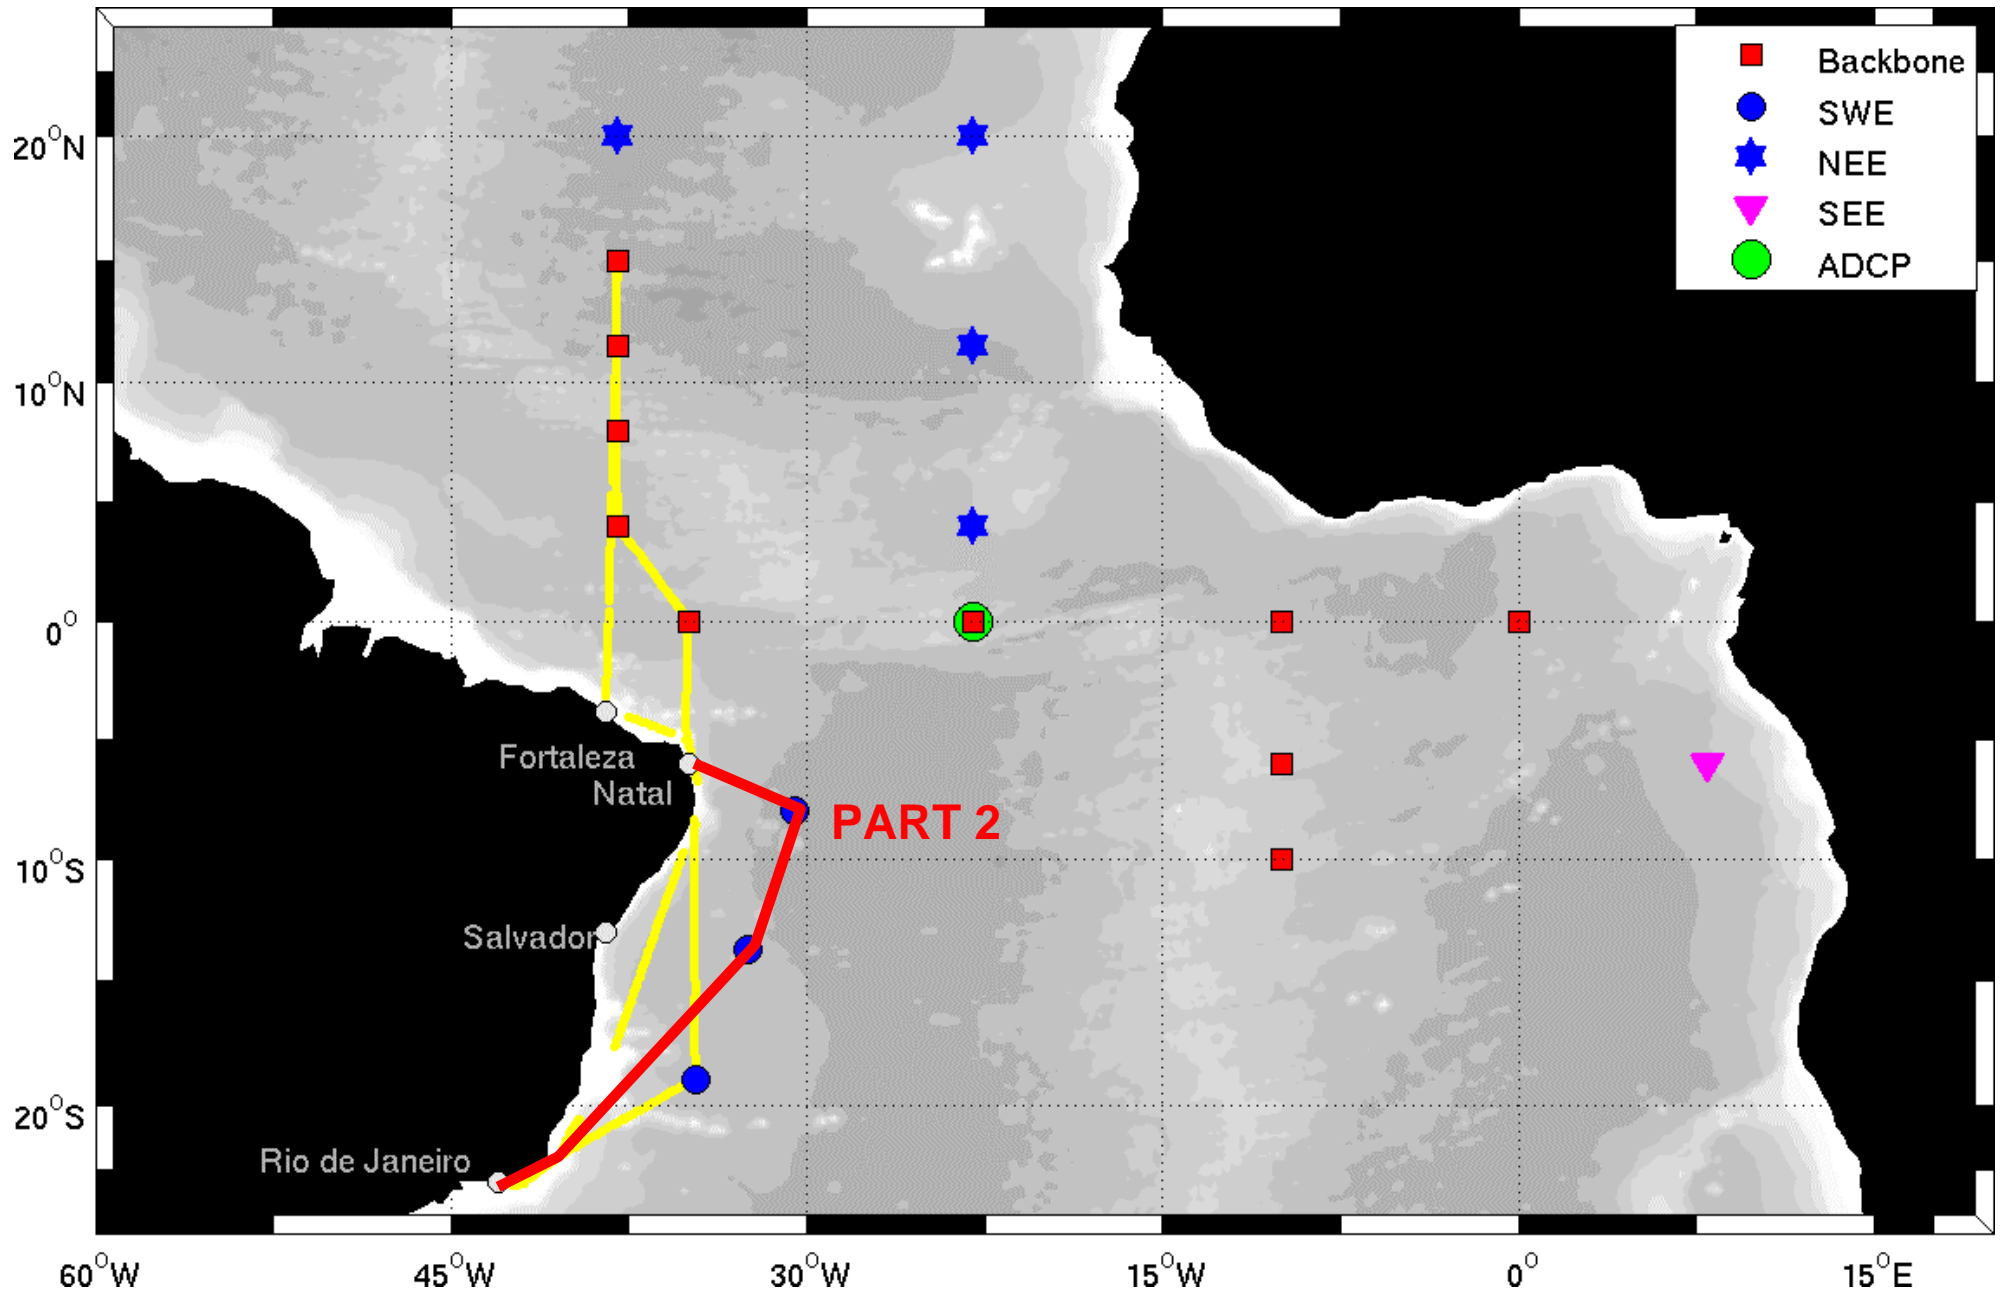 Backbone
SWE
NEE
SEE
ADCP
20°N
10°N
0°
10°S
20°S
Fortaleza
Natal
PART 2
Salvador
Rio de Janeiro
60°W 45°W 30°W 15°W 0° 15°E